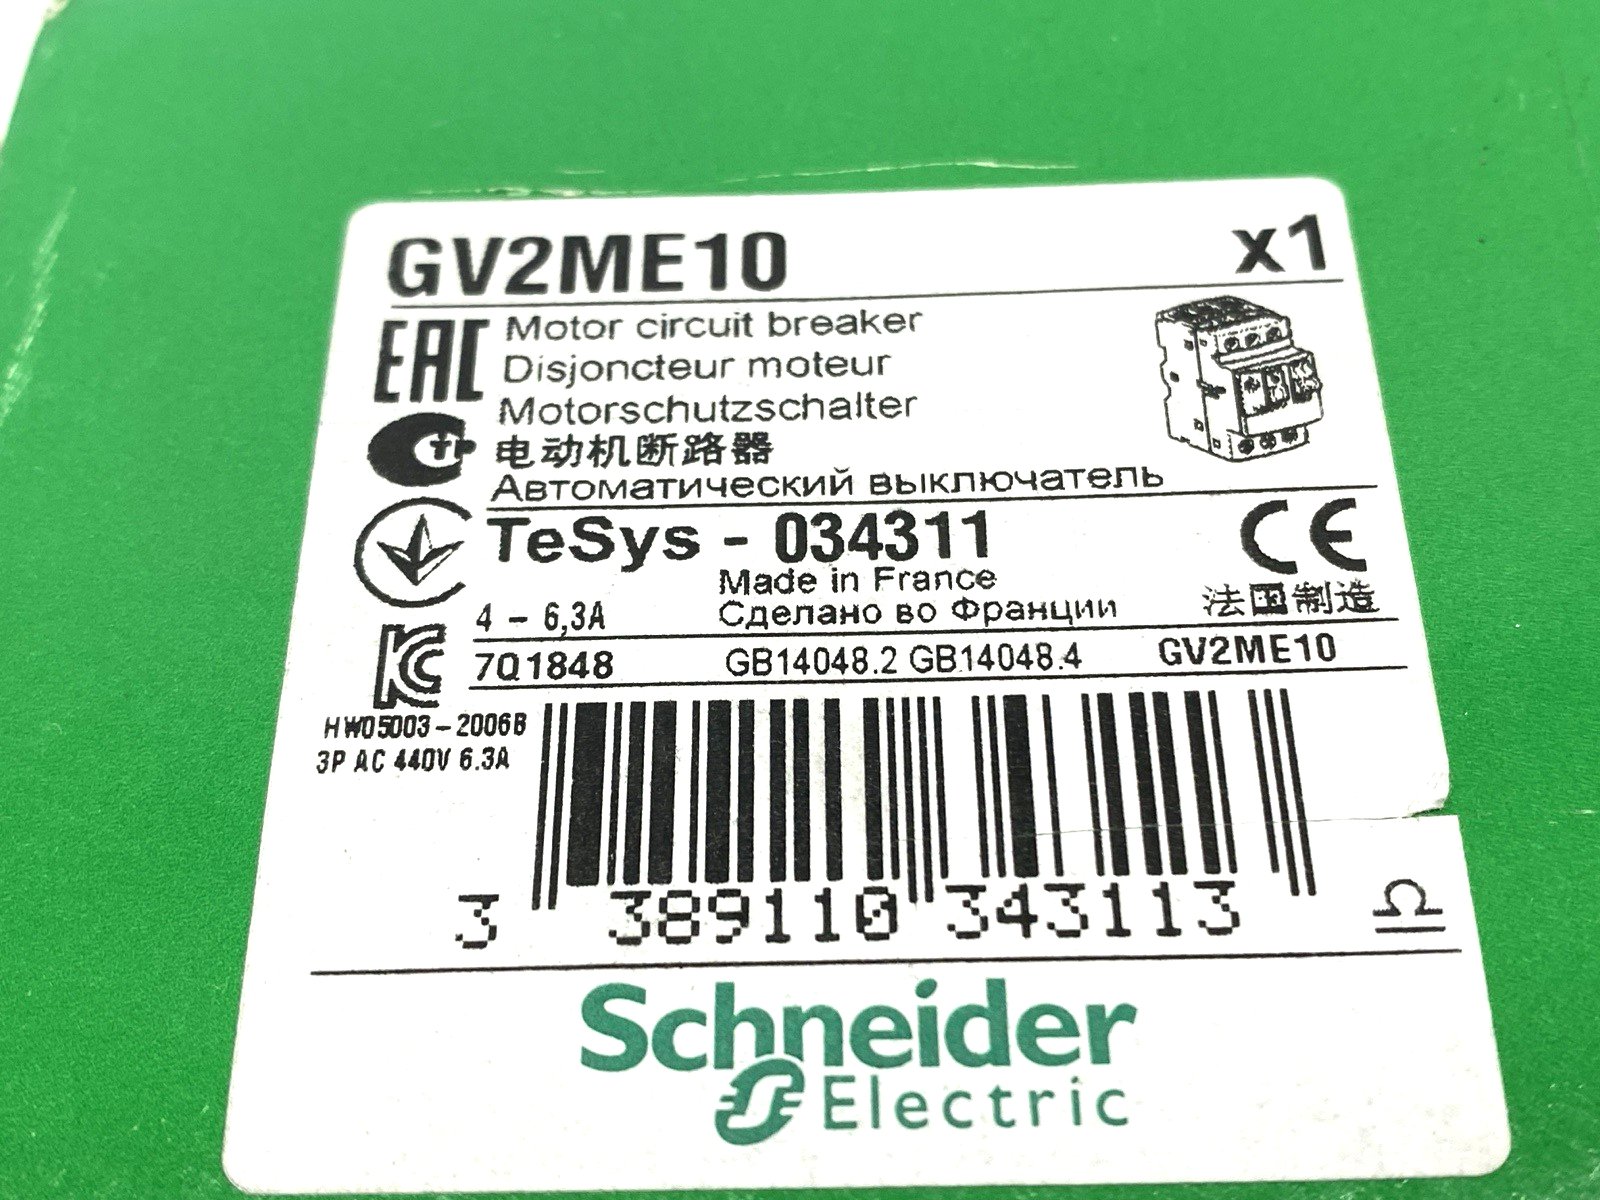 GV2ME10 x1
EAC Motor circuit breaker
Disjoncteur moteur
Motorschutzschalter
电动机断路器
Автоматический выключатель
TeSys - 034311 CE
Made in France
4 - 6,3A Сделано во Франции 法国制造
7Q1848 GB14048.2 GB14048.4 GV2ME10
HW05003-2006B
3P AC 440V 6.3A
3 389110 343113
Schneider
Electric